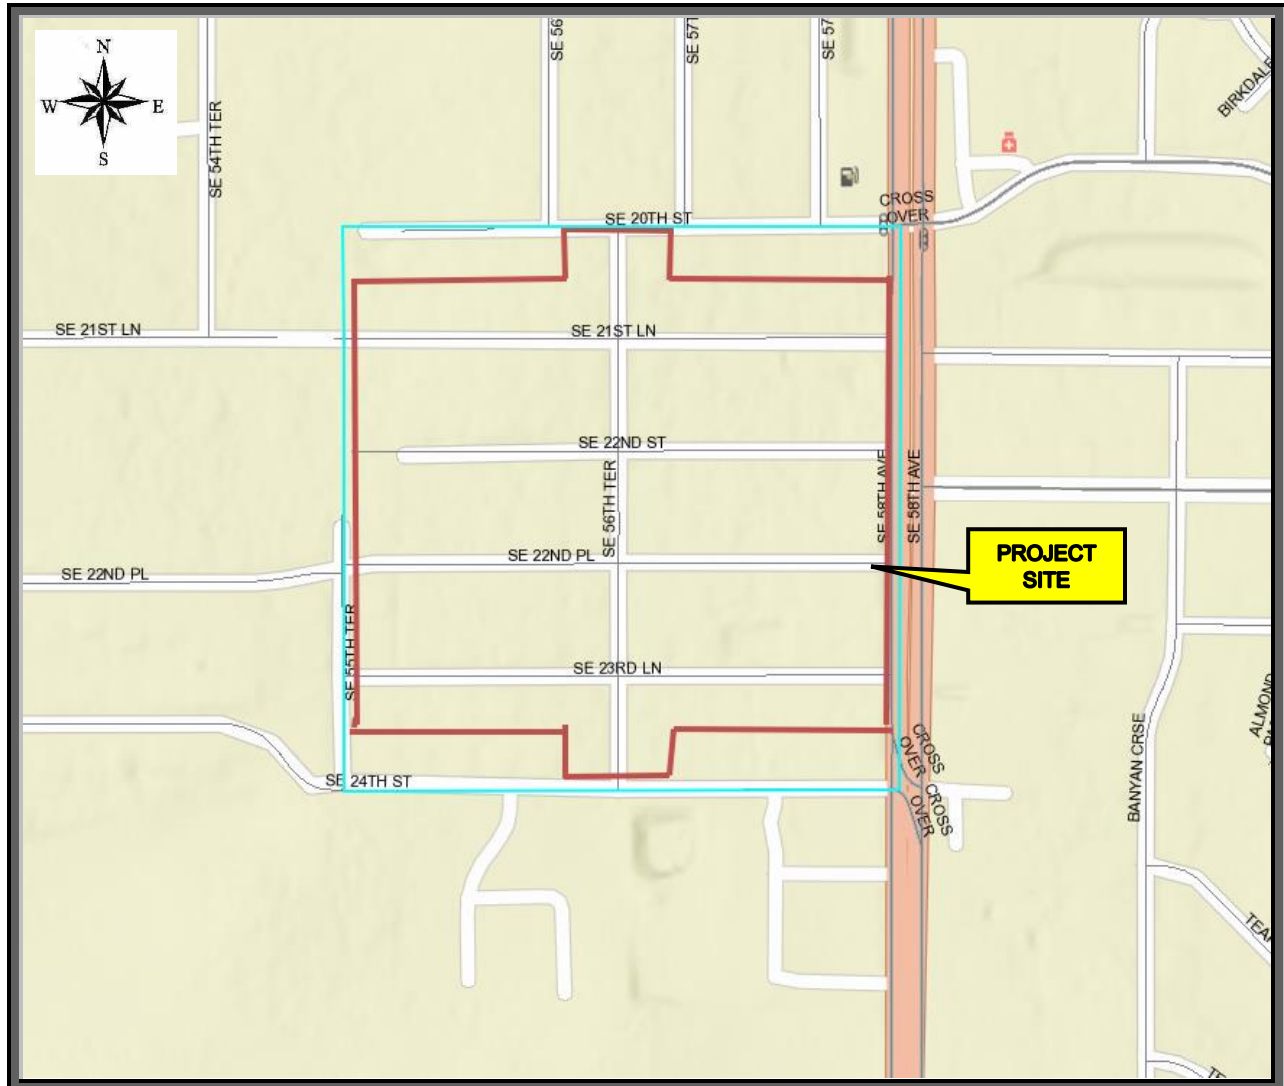 N
W E
S
SE 54TH TER
SE 56
SE 57T
SE 57
BIRKDALE
CROSS
OVER
SE 20TH ST
SE 21ST LN
SE 21ST LN
SE 22ND ST
SE 56TH TER
SE 58TH AVE
SE 58TH AVE
PROJECT
SITE
SE 22ND PL
SE 22ND PL
SE 55TH TER
SE 23RD LN
SE 24TH ST
CROSS
OVER
CROSS
OVER
BANYAN CRSE
ALMOND